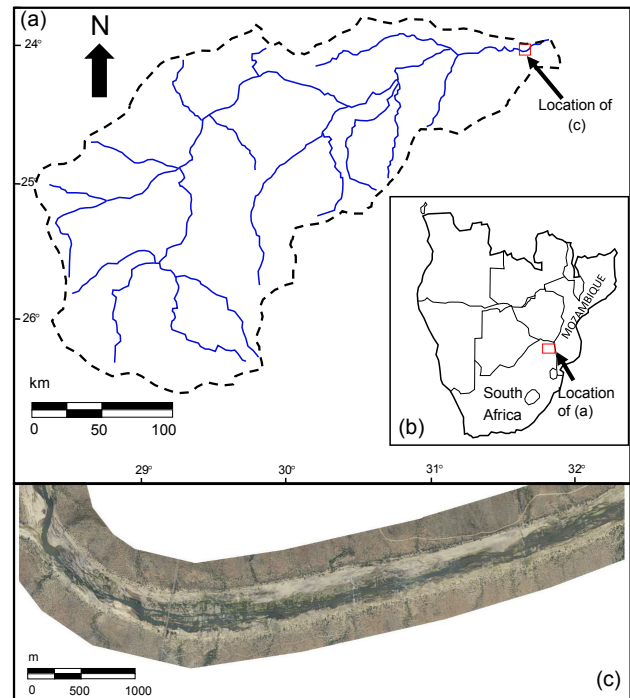 (a)
N
24°
Location of
(c)
25°
26°
km
0 50 100
MOZAMBIQUE
South
Africa
Location
of (a)
(b)
29° 30° 31° 32°
m
0 500 1000
(c)